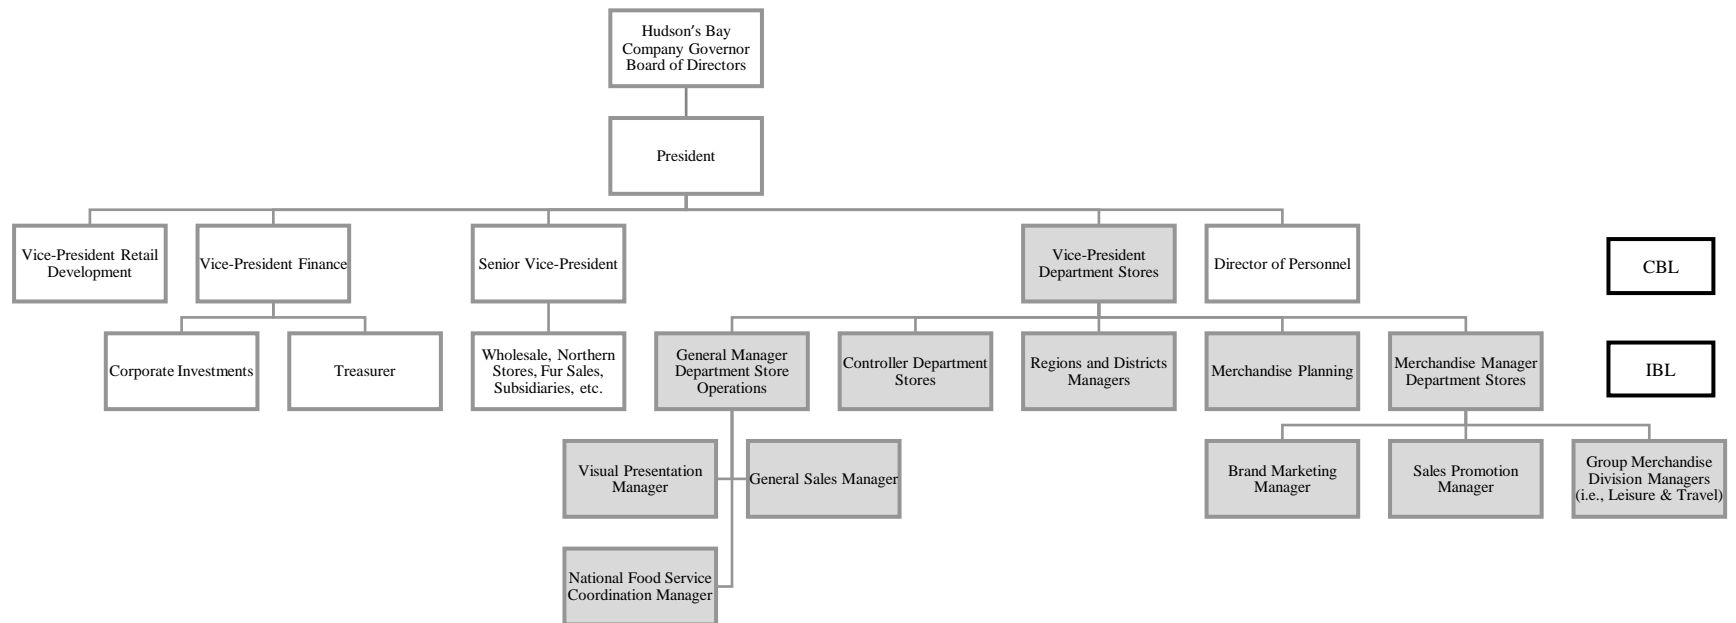 Hudson's Bay
Company Governor
Board of Directors
President
Vice-President Retail
Development
Vice-President Finance
Senior Vice-President
Vice-President
Department Stores
Director of Personnel
CBL
Corporate Investments
Treasurer
Wholesale, Northern
Stores, Fur Sales,
Subsidiaries, etc.
General Manager
Department Store
Operations
Controller Department
Stores
Regions and Districts
Managers
Merchandise Planning
Merchandise Manager
Department Stores
IBL
Visual Presentation
Manager
General Sales Manager
Brand Marketing
Manager
Sales Promotion
Manager
Group Merchandise
Division Managers
(i.e., Leisure & Travel)
National Food Service
Coordination Manager